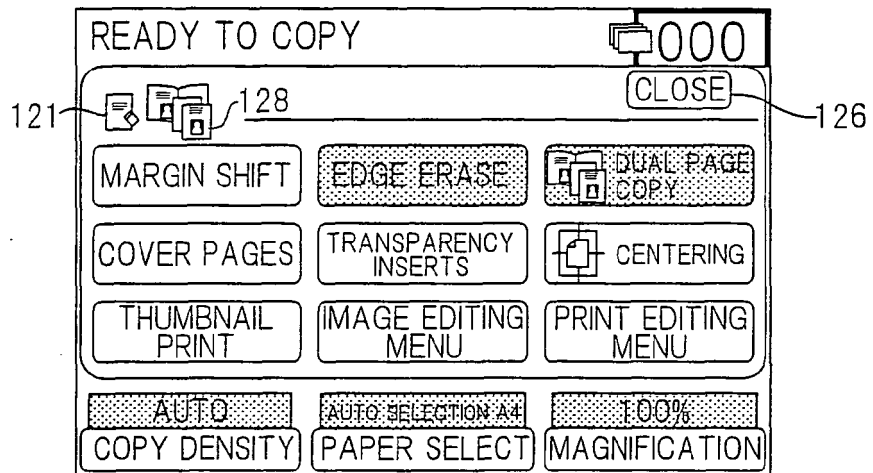 READY TO COPY 000
CLOSE
121 128 126
MARGIN SHIFT EDGE ERASE DUAL PAGE
COPY
COVER PAGES TRANSPARENCY
INSERTS CENTERING
THUMBNAIL
PRINT IMAGE EDITING
MENU PRINT EDITING
MENU
AUTO AUTO SELECTION A4 100%
COPY DENSITY PAPER SELECT MAGNIFICATION